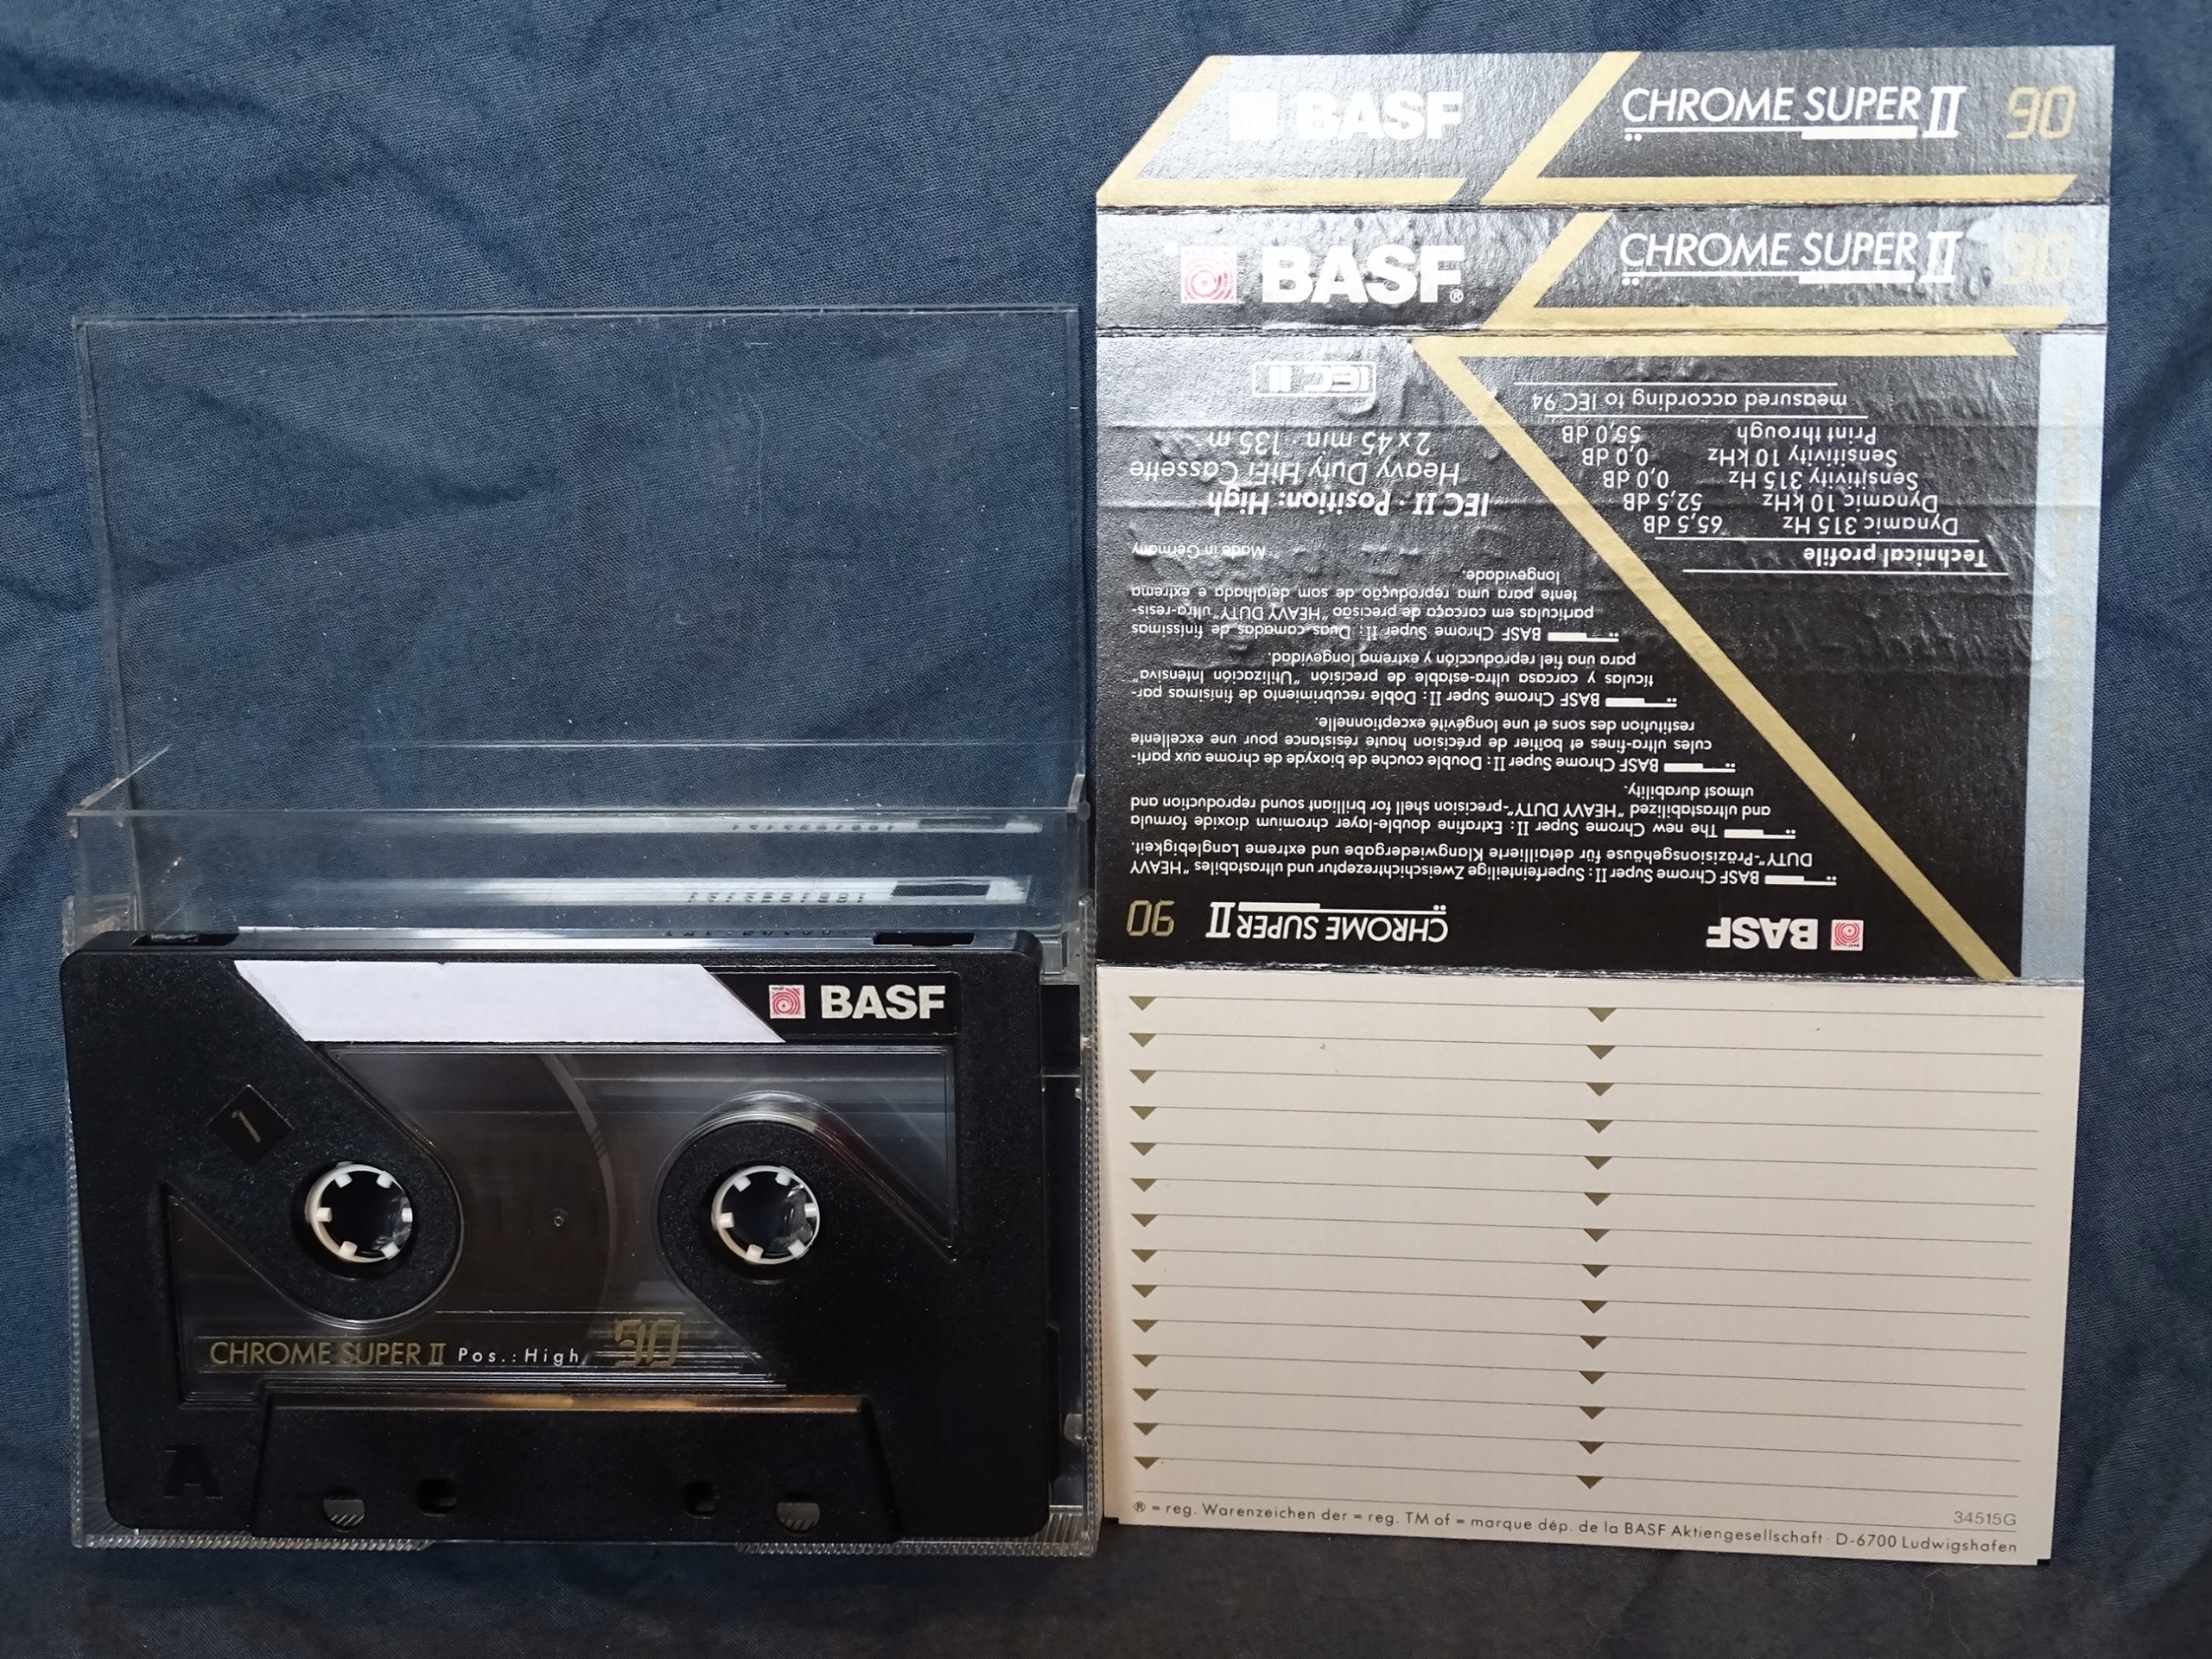 BASF
CHROME SUPER II 90
BASF®
CHROME SUPER II 90
BASF
CHROME SUPER II 90
BASF Chrome Super II: Superfeinteilige Zweischichtrezeptur und ultrastabiles "HEAVY
DUTY"-Präzisionsgehäuse für detaillierte Klangwiedergabe und extreme Langlebigkeit.
The new Chrome Super II: Extrafine double-layer chromium dioxide formula
and ultrastabilized "HEAVY DUTY"-precision shell for brilliant sound reproduction and
utmost durability.
BASF Chrome Super II: Double couche de bioxyde de chrome aux parti-
cules ultra-fines et boîtier de précision haute résistance pour une excellente
restitution des sons et une longévité exceptionnelle.
BASF Chrome Super II: Doble recubrimiento de finísimas par-
tículas y carcasa ultra-estable de precisión "Utilización Intensiva"
para una fiel reproducción y extrema longevidad.
BASF Chrome Super II: Duas camadas de finíssimas
partículas em carcaça de precisão "HEAVY DUTY" ultra-resis-
tente para uma reprodução de som detalhada e extrema
longevidade.
Made in Germany
Technical profile
Dynamic 315 Hz 65,5 dB
Dynamic 10 kHz 52,5 dB
Sensitivity 315 Hz 0,0 dB
Sensitivity 10 kHz 0,0 dB
Print through 55,0 dB
measured according to IEC 94
IEC II · Position: High
Heavy Duty HiFi Cassette
2 x 45 min · 135 m
IEC II
34515G
® = reg. Warenzeichen der = reg. TM of = marque dép. de la BASF Aktiengesellschaft · D-6700 Ludwigshafen
BASF
1
CHROME SUPER II Pos.: High 90
A